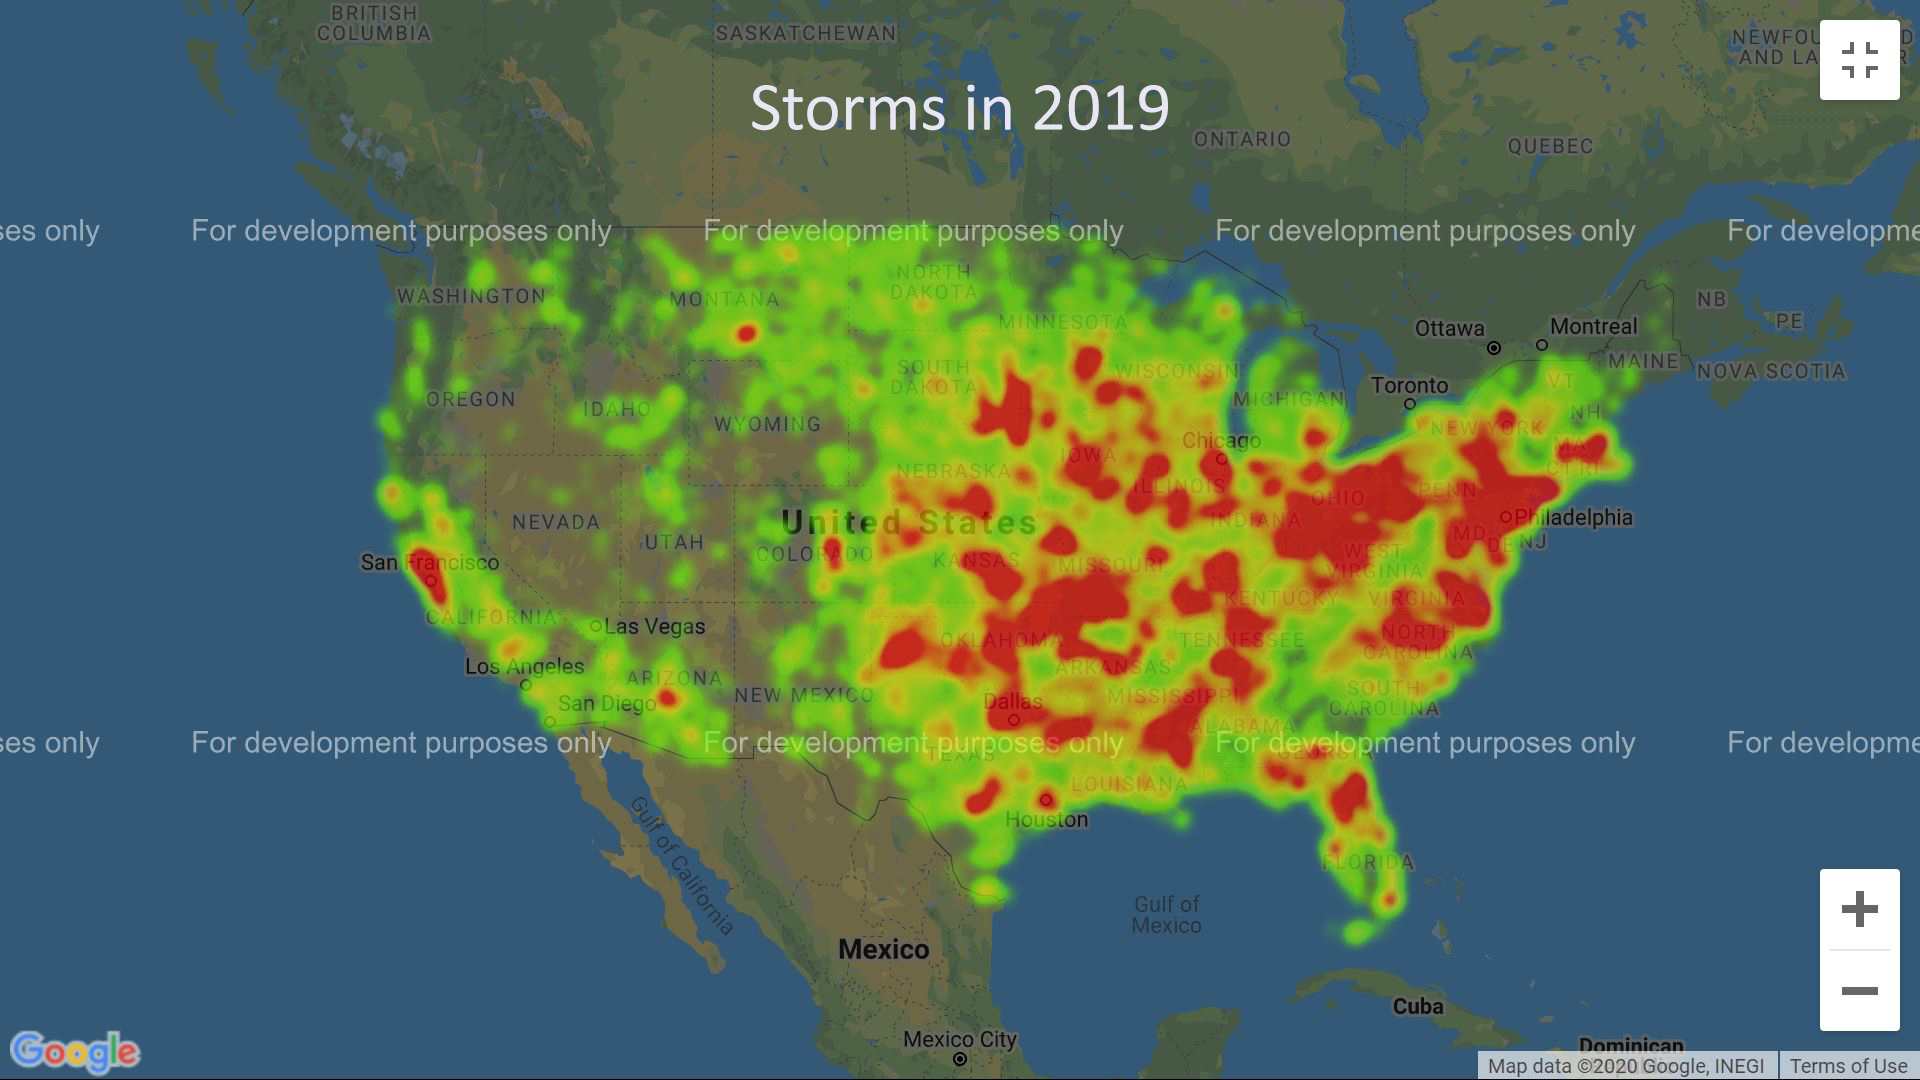 BRITISH
COLUMBIA
SASKATCHEWAN
Storms in 2019
ONTARIO
QUEBEC
ses only
For development purposes only
For development purposes only
For development purposes only
For developme
WASHINGTON
MONTANA
NORTH
DAKOTA
MINNESOTA
Ottawa
Montreal
NB
PE
OREGON
IDAHO
WYOMING
SOUTH
DAKOTA
WISCONSIN
MICHIGAN
Toronto
VT
MAINE
NOVA SCOTIA
NH
NEW YORK
MA
CT RI
Chicago
IOWA
NEBRASKA
ILLINOIS
INDIANA
OHIO
PENN
NEVADA
United States
Philadelphia
UTAH
COLORADO
KANSAS
MISSOURI
WEST
VIRGINIA
MD
DE
NJ
San Francisco
CALIFORNIA
Las Vegas
KENTUCKY
VIRGINIA
OKLAHOMA
TENNESSEE
NORTH
CAROLINA
Los Angeles
ARIZONA
NEW MEXICO
ARKANSAS
San Diego
Dallas
MISSISSIPPI
ALABAMA
SOUTH
CAROLINA
ses only
For development purposes only
For development purposes only
For development purposes only
For developme
TEXAS
GEORGIA
LOUISIANA
Houston
FLORIDA
Gulf of California
Gulf of
Mexico
Mexico
Cuba
Mexico City
Dominican
Google
Map data ©2020 Google, INEGI
Terms of Use